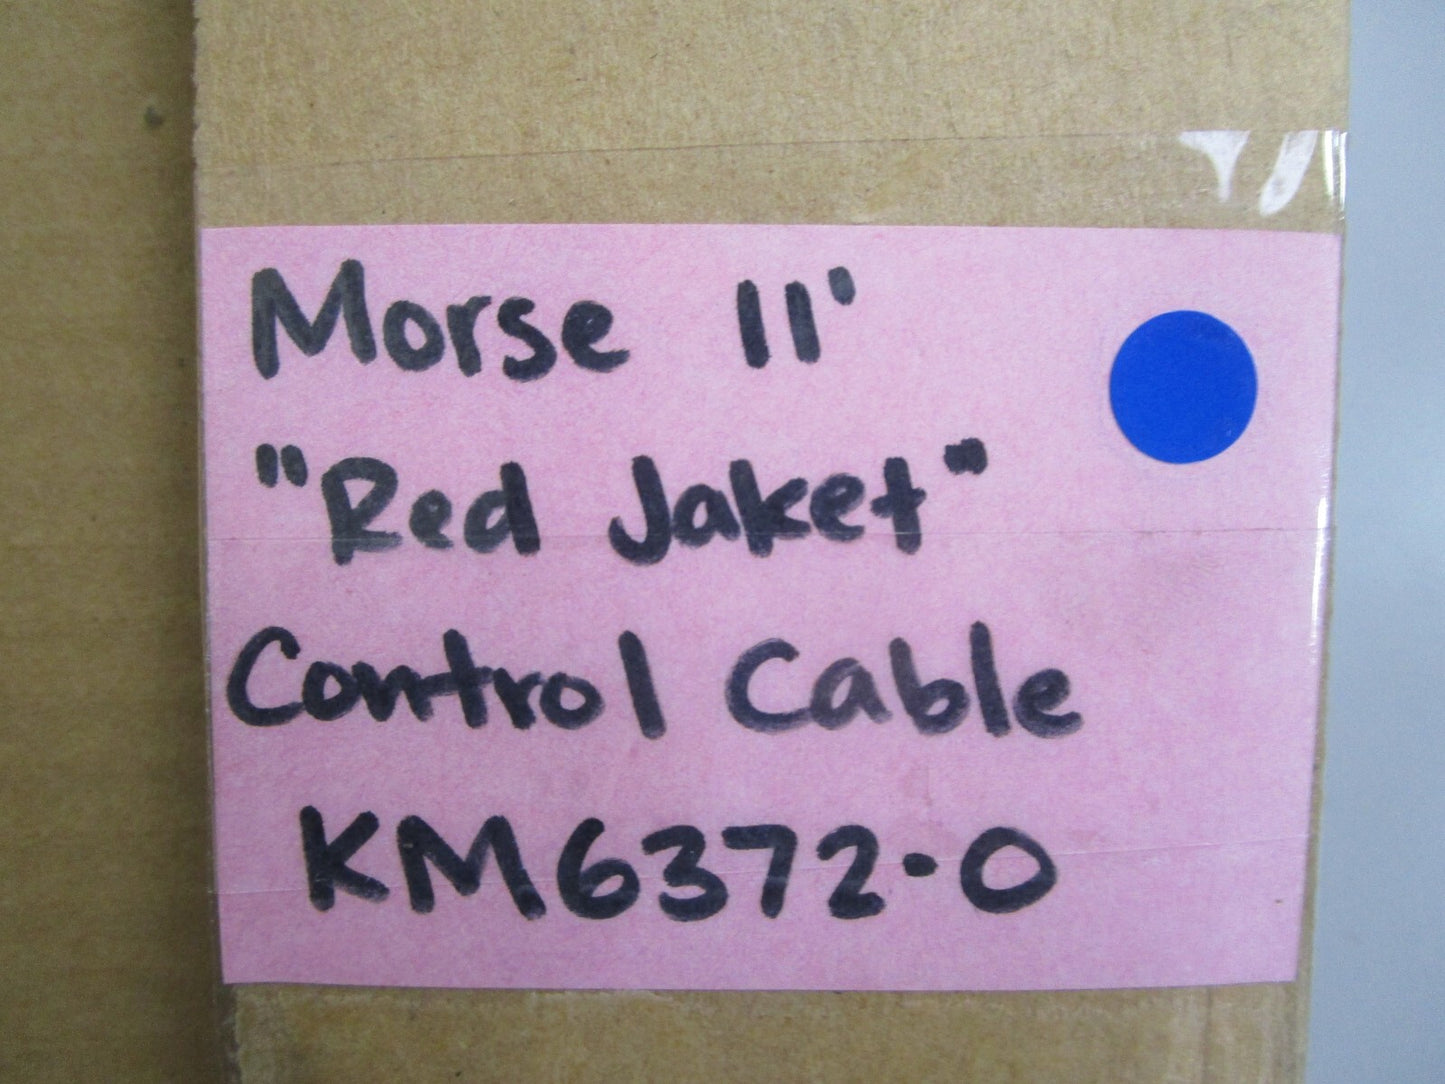 Morse 11'
"Red Jaket"
Control Cable
KM6372-0